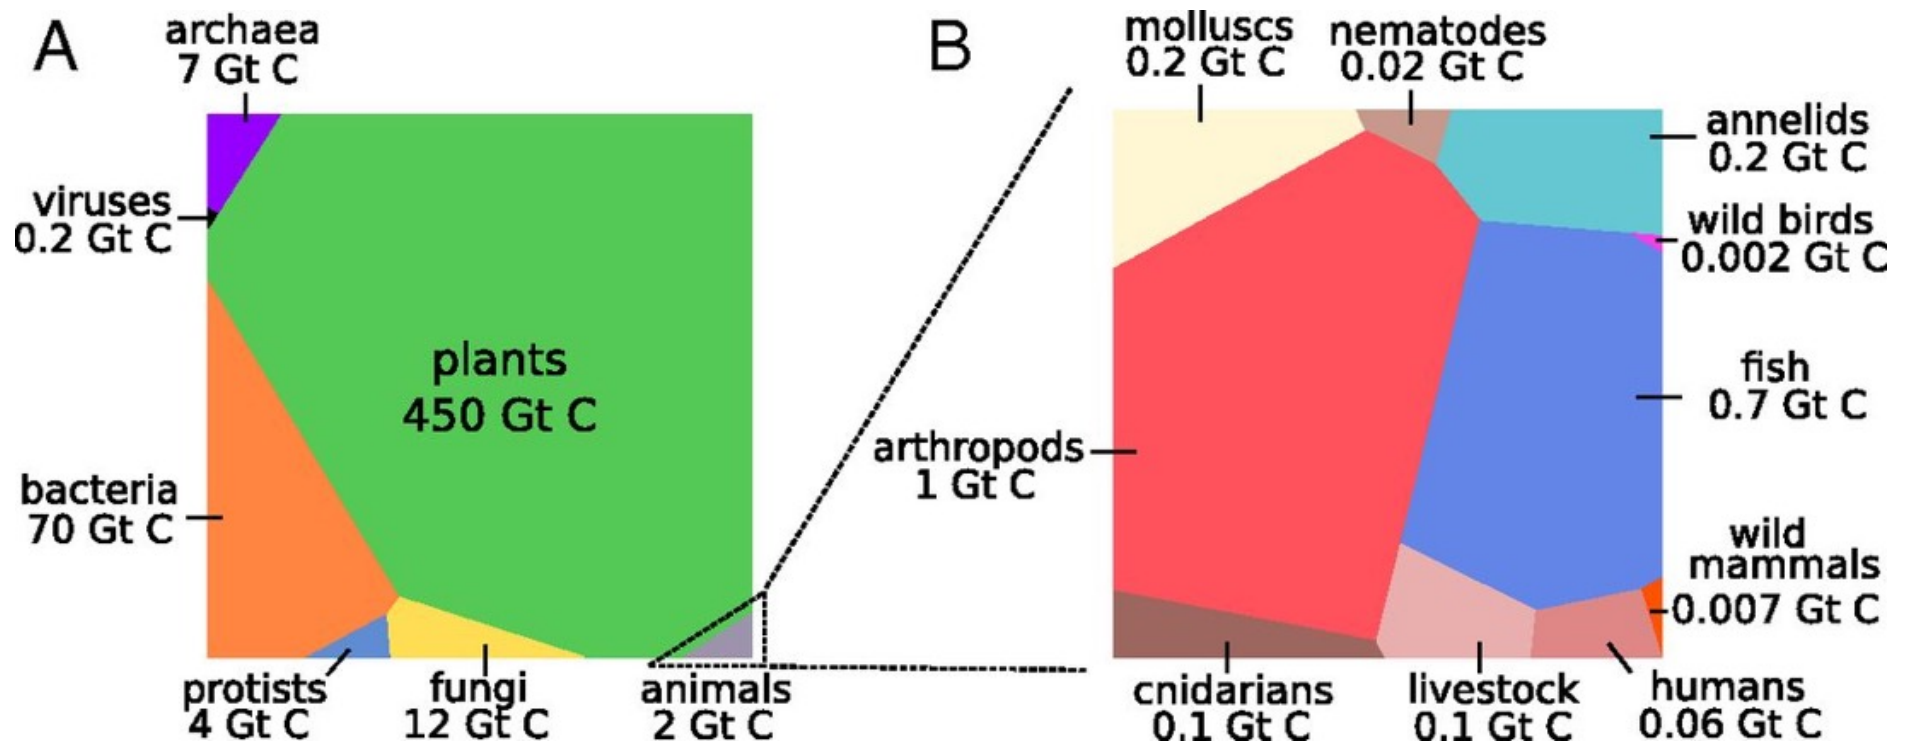 A
archaea
7 Gt C
viruses
0.2 Gt C
plants
450 Gt C
bacteria
70 Gt C
protists
4 Gt C
fungi
12 Gt C
animals
2 Gt C
B
molluscs
0.2 Gt C
nematodes
0.02 Gt C
annelids
0.2 Gt C
wild birds
0.002 Gt C
fish
0.7 Gt C
arthropods
1 Gt C
wild
mammals
0.007 Gt C
cnidarians
0.1 Gt C
livestock
0.1 Gt C
humans
0.06 Gt C